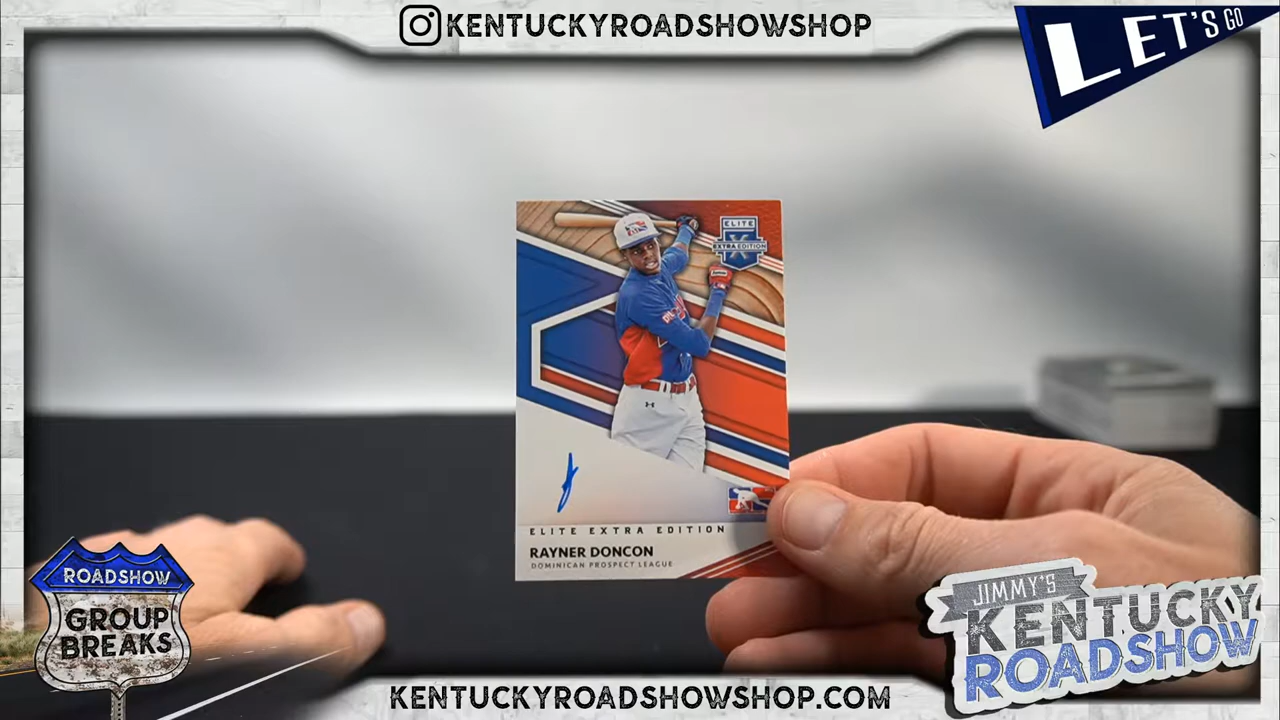 KENTUCKYROADSHOWSHOP
LET'S GO
ELITE
EXTRA EDITION
ELITE EXTRA EDITION
RAYNER DONCON
DOMINICAN PROSPECT LEAGUE
ROADSHOW
GROUP
BREAKS
JIMMY'S
KENTUCKY
ROADSHOW
KENTUCKYROADSHOWSHOP.COM